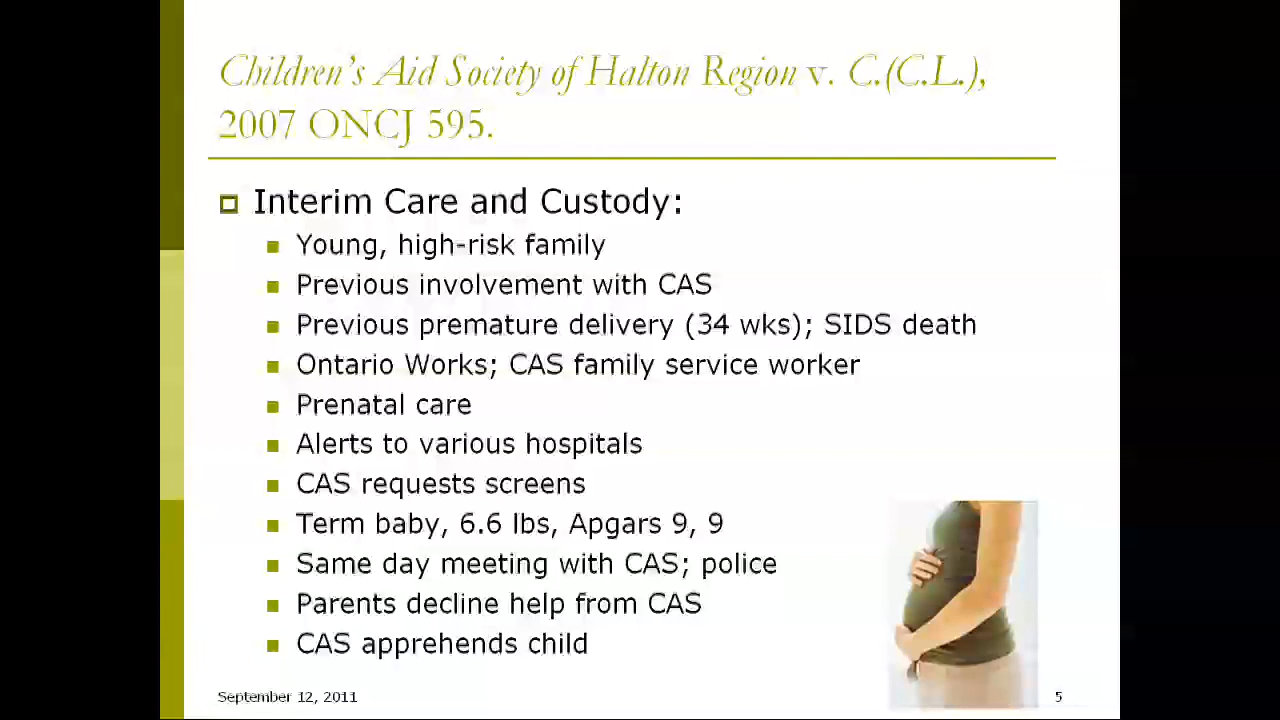 Children's Aid Society of Halton Region v. C.(C.L.),
2007 ONCJ 595.
Interim Care and Custody:
Young, high-risk family
Previous involvement with CAS
Previous premature delivery (34 wks); SIDS death
Ontario Works; CAS family service worker
Prenatal care
Alerts to various hospitals
CAS requests screens
Term baby, 6.6 lbs, Apgars 9, 9
Same day meeting with CAS; police
Parents decline help from CAS
CAS apprehends child
September 12, 2011
5